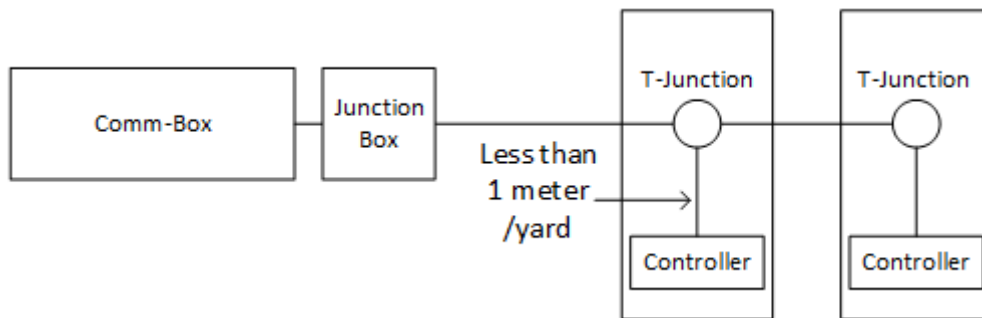 Comm-Box
Junction
Box
T-Junction
T-Junction
Less than
1 meter
/yard
Controller
Controller